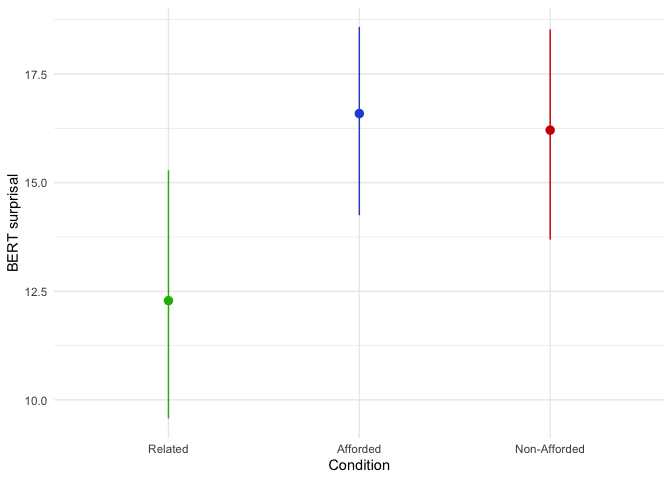 17.5
15.0
12.5
10.0
BERT surprisal
Related
Afforded
Non-Afforded
Condition